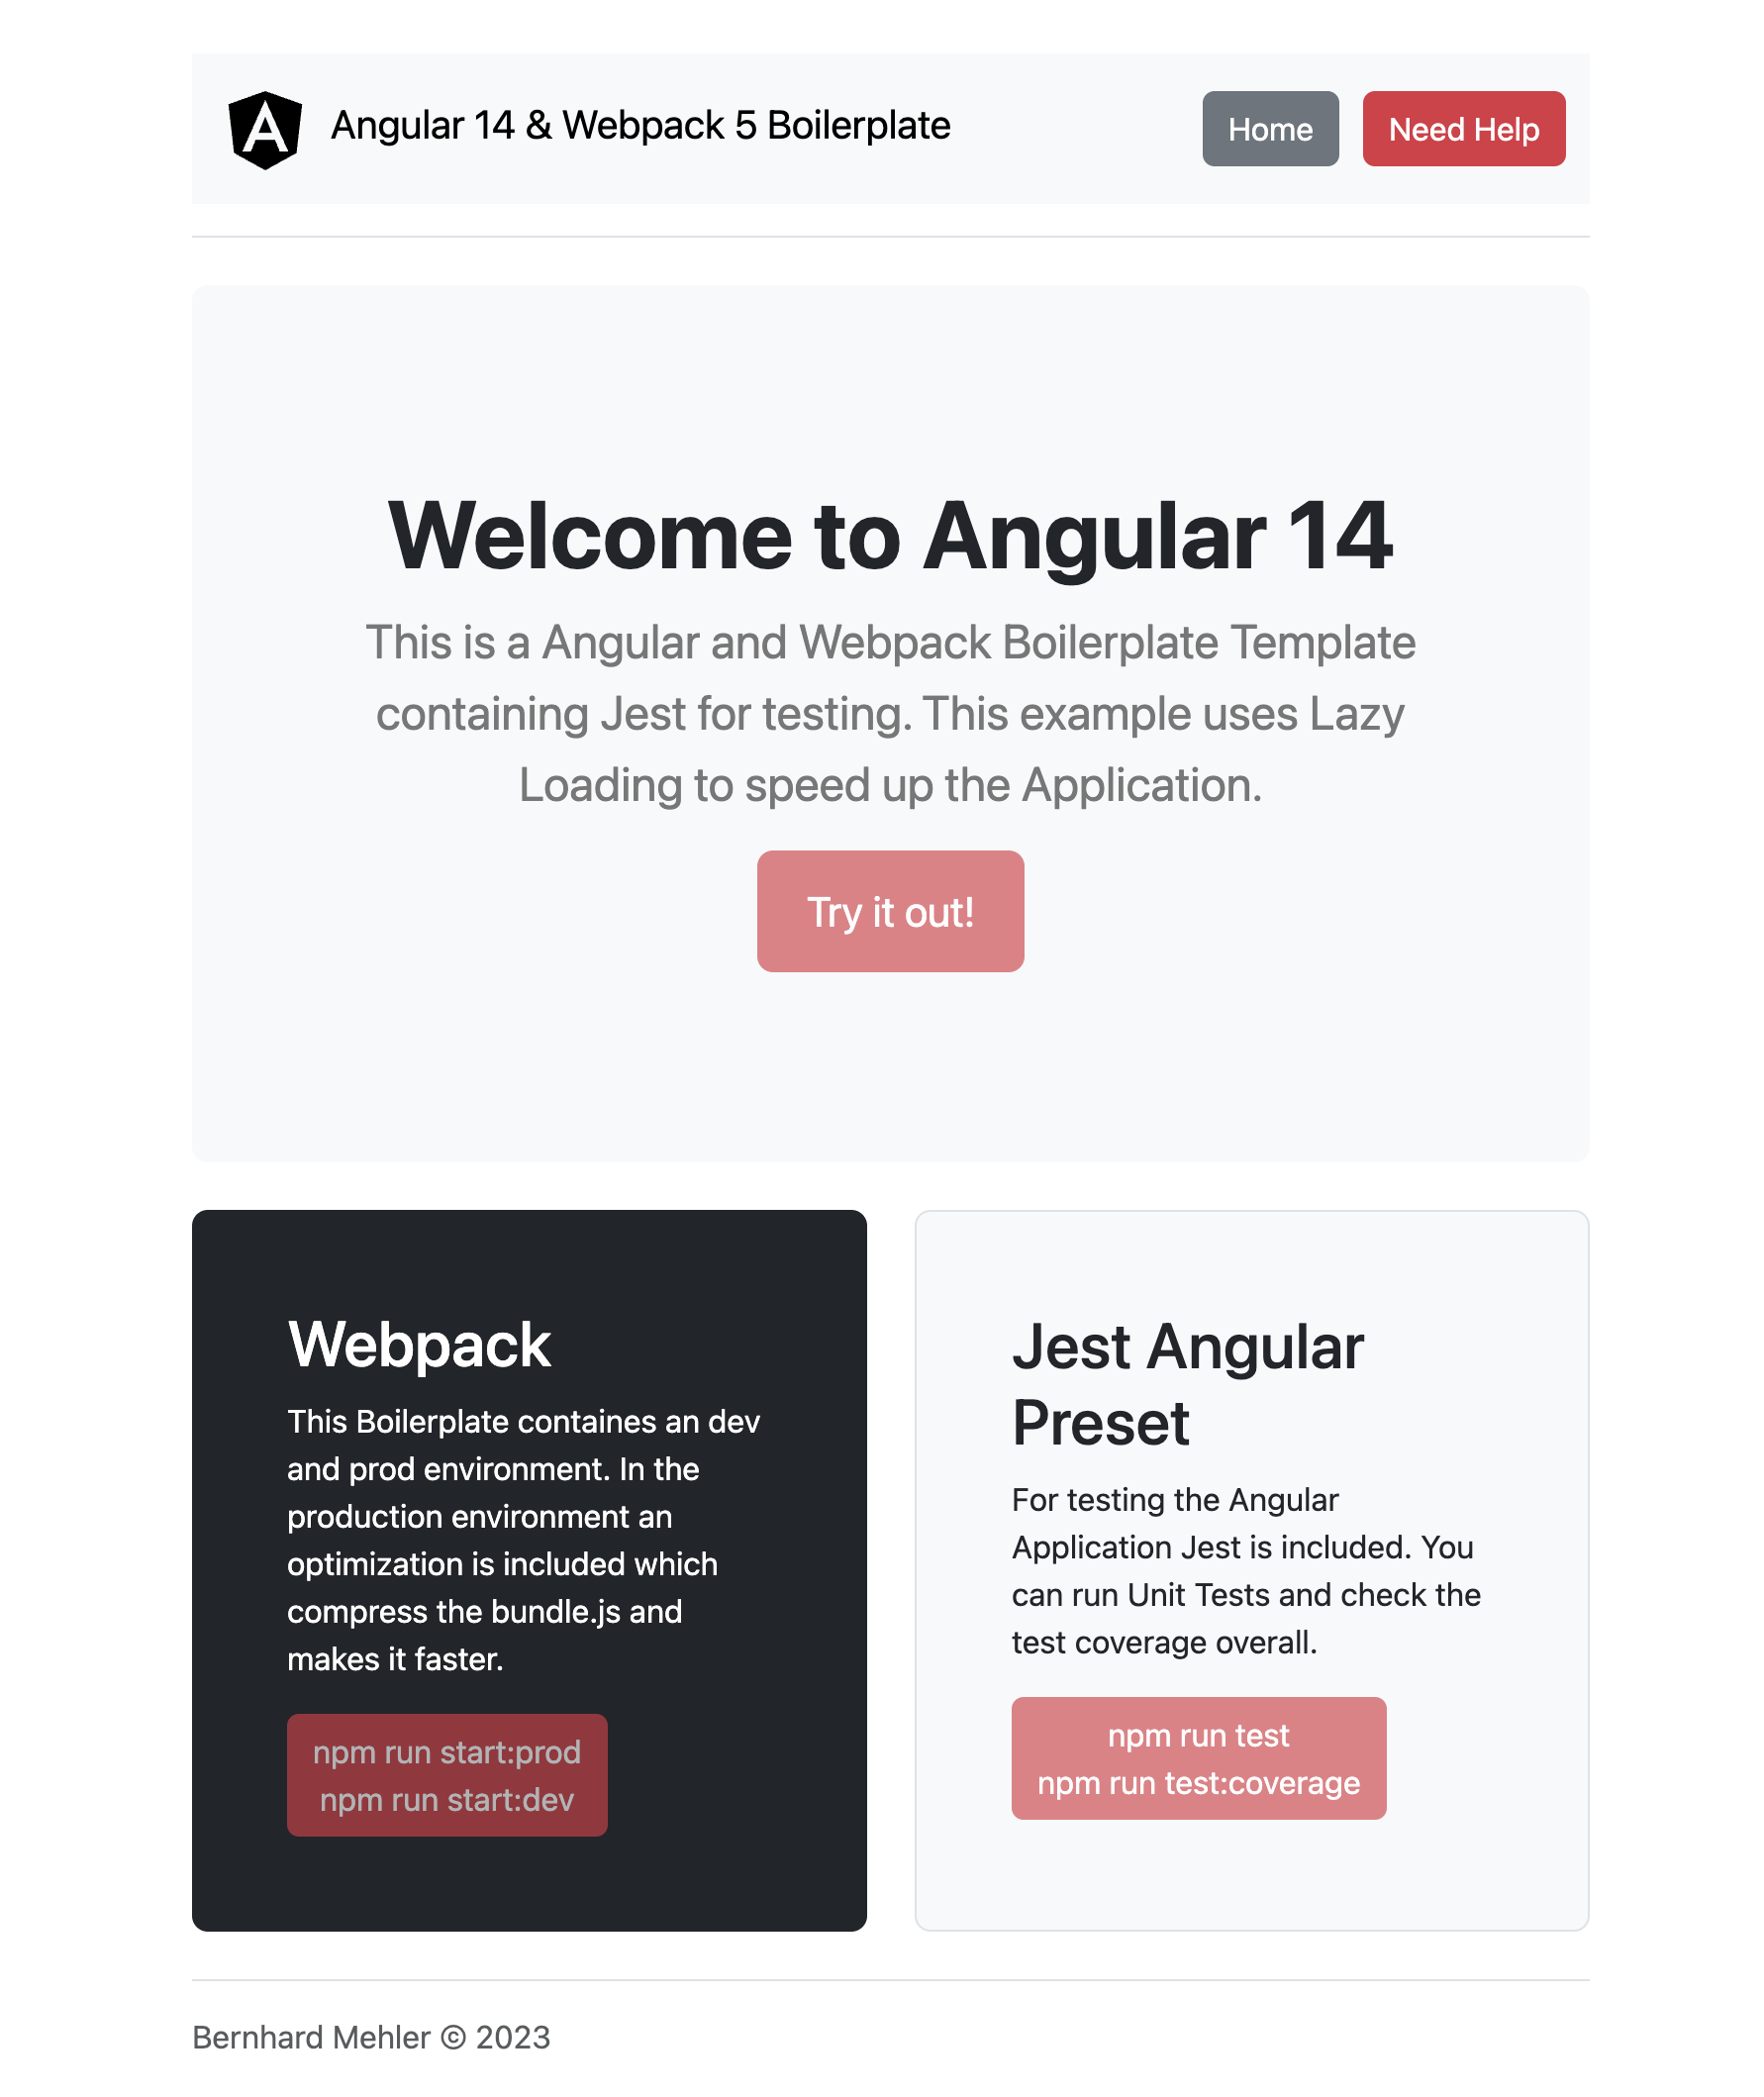 Angular 14 & Webpack 5 Boilerplate
Home
Need Help
Welcome to Angular 14
This is a Angular and Webpack Boilerplate Template
containing Jest for testing. This example uses Lazy
Loading to speed up the Application.
Try it out!
Webpack
This Boilerplate containes an dev
and prod environment. In the
production environment an
optimization is included which
compress the bundle.js and
makes it faster.
npm run start:prod
npm run start:dev
Jest Angular
Preset
For testing the Angular
Application Jest is included. You
can run Unit Tests and check the
test coverage overall.
npm run test
npm run test:coverage
Bernhard Mehler © 2023